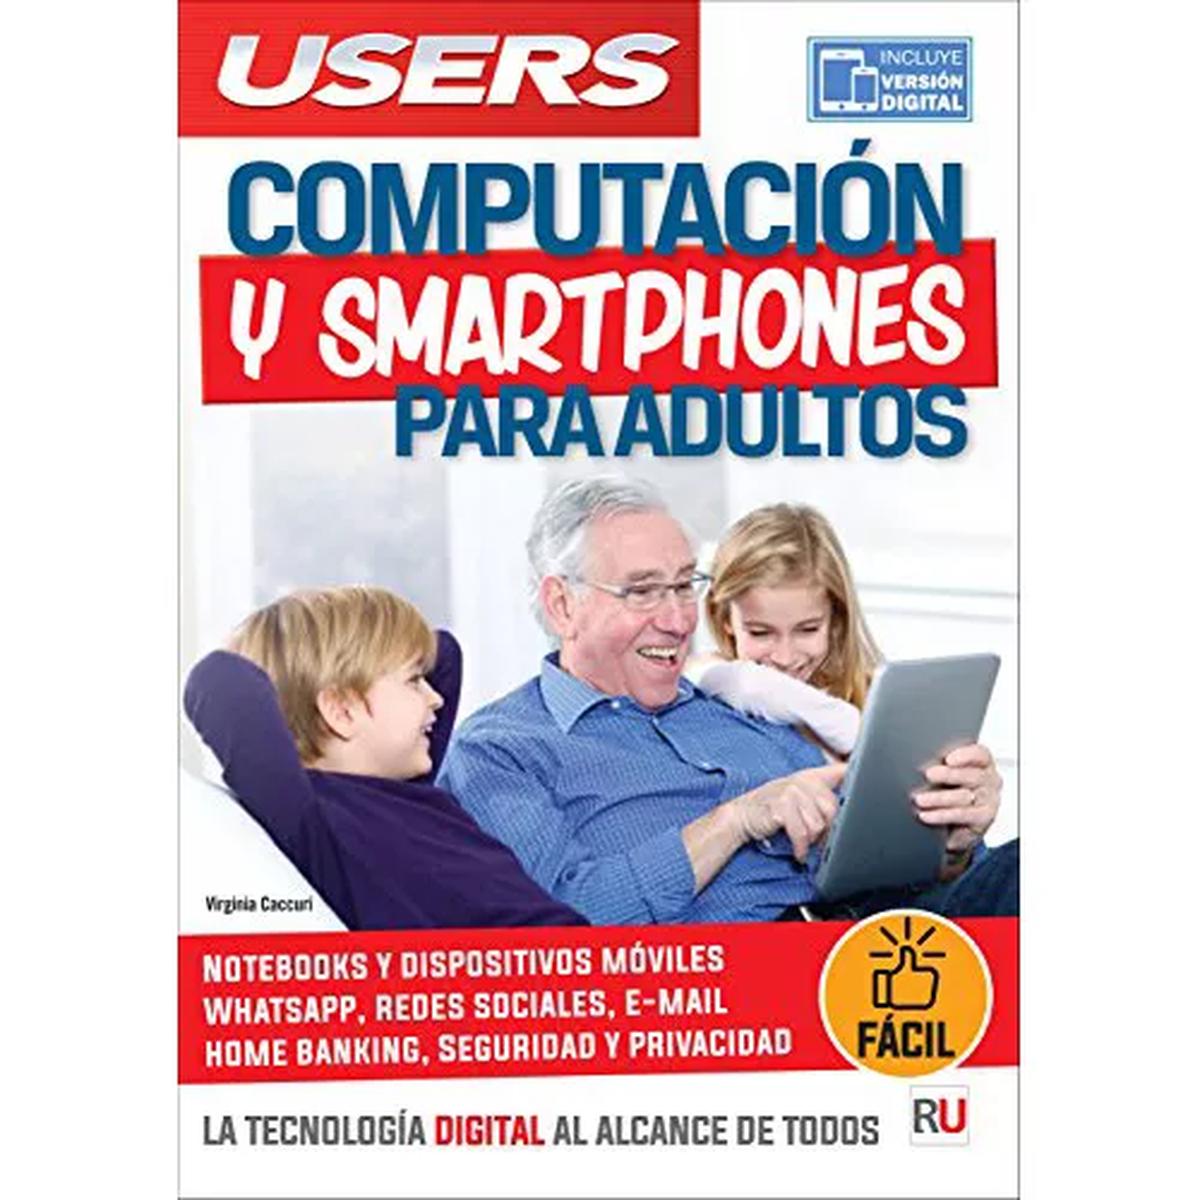 USERS
INCLUYE
VERSIÓN
DIGITAL
COMPUTACIÓN
Y SMARTPHONES
PARA ADULTOS
Virginia Caccuri
NOTEBOOKS Y DISPOSITIVOS MÓVILES
WHATSAPP, REDES SOCIALES, E-MAIL
HOME BANKING, SEGURIDAD Y PRIVACIDAD
FÁCIL
LA TECNOLOGÍA DIGITAL AL ALCANCE DE TODOS
RU